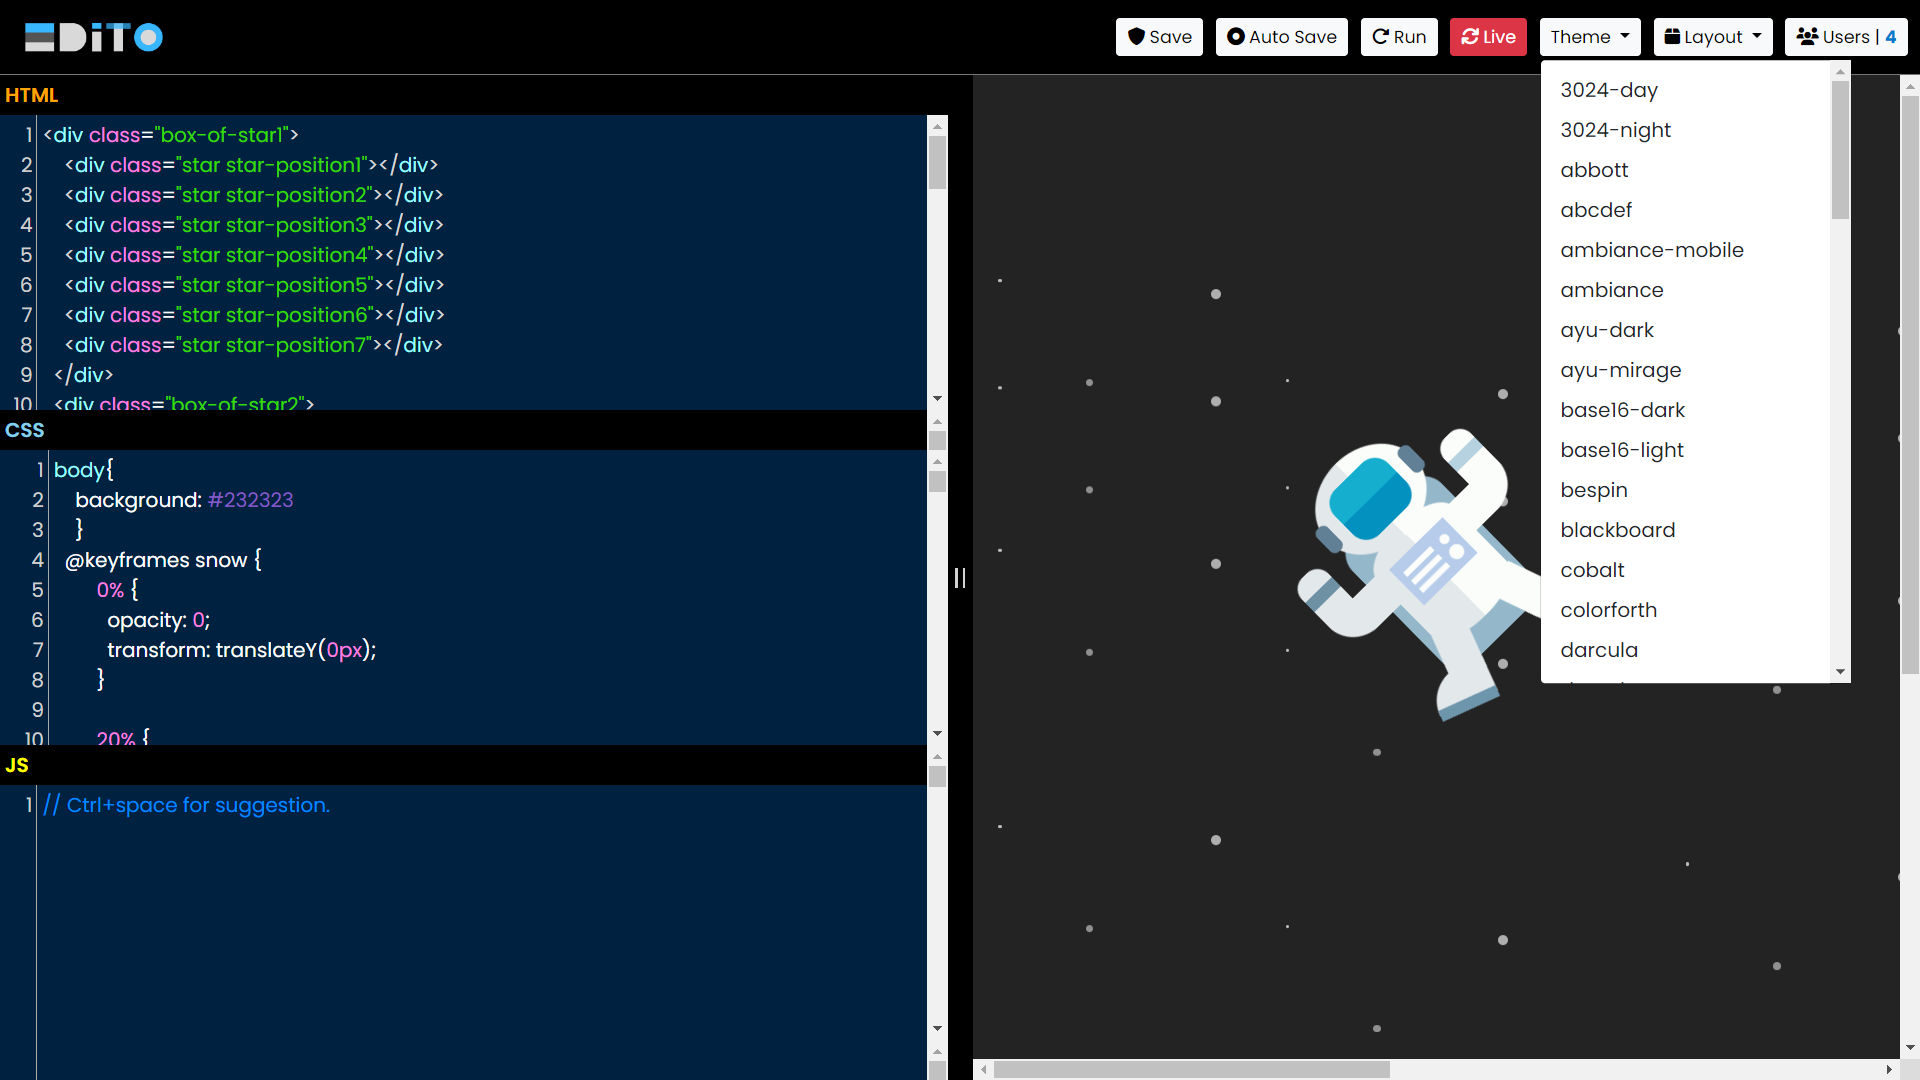 EDiTO
Save
Auto Save
Run
Live
Theme
Layout
Users | 4
HTML
1 <div class="box-of-star1">
2 <div class="star star-position1"></div>
3 <div class="star star-position2"></div>
4 <div class="star star-position3"></div>
5 <div class="star star-position4"></div>
6 <div class="star star-position5"></div>
7 <div class="star star-position6"></div>
8 <div class="star star-position7"></div>
9 </div>
10 <div class="box-of-star2">
CSS
1 body{
2 background: #232323
3 }
4 @keyframes snow {
5 0% {
6 opacity: 0;
7 transform: translateY(0px);
8 }
9
10 20% {
JS
1 // Ctrl+space for suggestion.
3024-day
3024-night
abbott
abcdef
ambiance-mobile
ambiance
ayu-dark
ayu-mirage
base16-dark
base16-light
bespin
blackboard
cobalt
colorforth
darcula